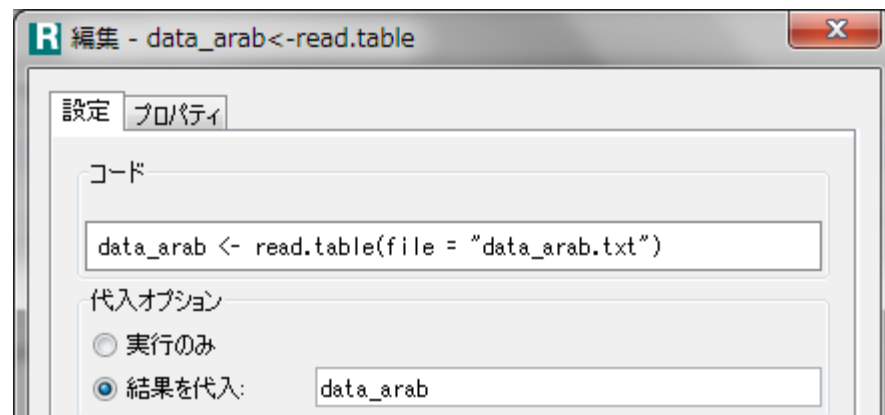 R 編集 - data_arab<-read.table
設定 プロパティ
コード
data_arab <- read.table(file = "data_arab.txt")
代入オプション
実行のみ
結果を代入: data_arab